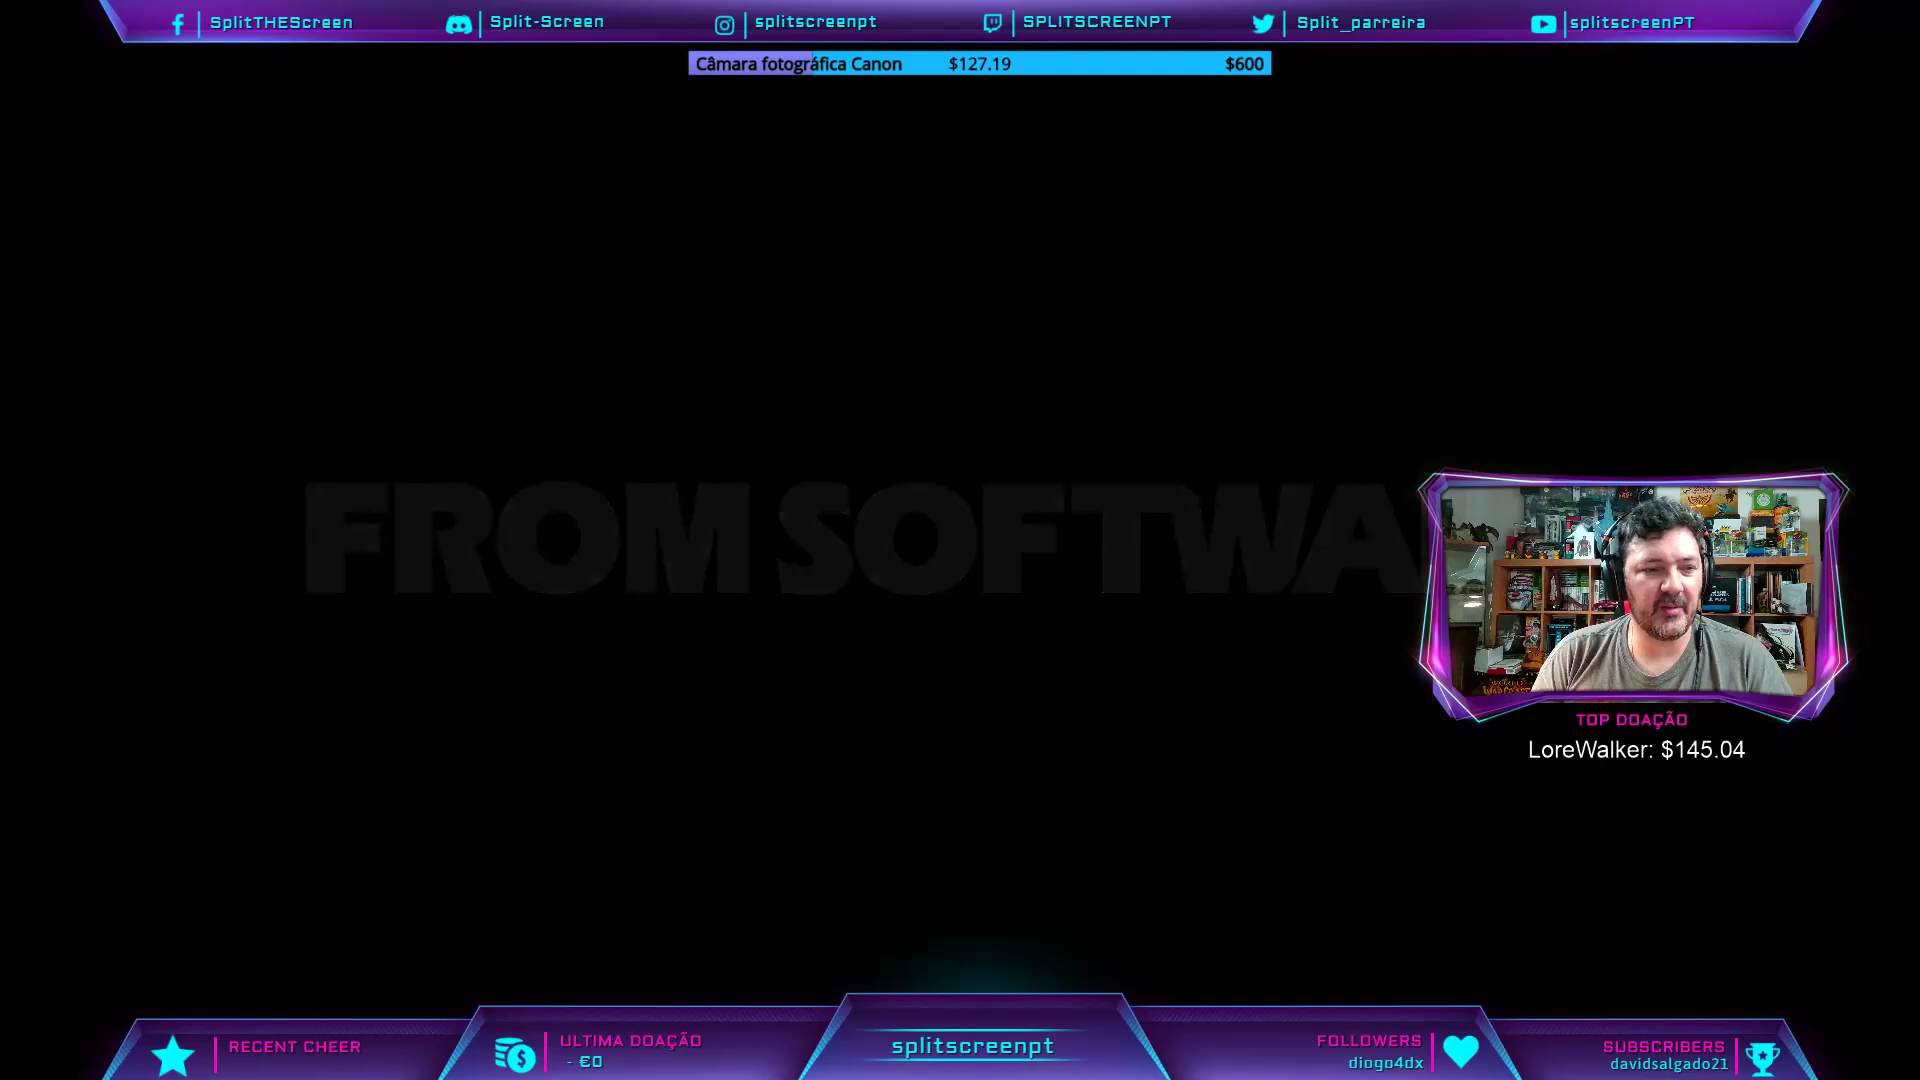 SplitTHEScreen
Split-Screen
splitscreenpt
SPLITSCREENPT
Split_parreira
splitscreenPT
Câmara fotográfica Canon $127.19 $600
FROM SOFTWA
TOP DOAÇÃO
LoreWalker: $145.04
RECENT CHEER
ULTIMA DOAÇÃO
- €0
splitscreenpt
FOLLOWERS
diogo4dx
SUBSCRIBERS
davidsalgado21